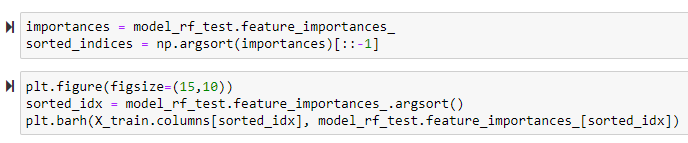 importances = model_rf_test.feature_importances_
sorted_indices = np.argsort(importances)[::-1]
plt.figure(figsize=(15,10))
sorted_idx = model_rf_test.feature_importances_.argsort()
plt.barh(X_train.columns[sorted_idx], model_rf_test.feature_importances_[sorted_idx])